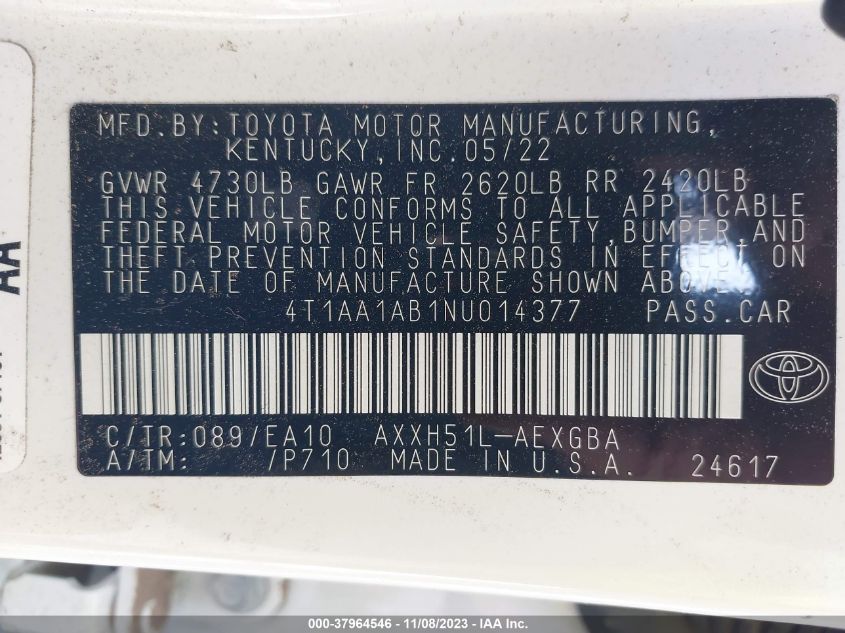 MFD. BY: TOYOTA MOTOR MANUFACTURING,
KENTUCKY, INC. 05/22
GVWR 4730LB GAWR FR 2620LB RR 2420LB
THIS VEHICLE CONFORMS TO ALL APPLICABLE
FEDERAL MOTOR VEHICLE SAFETY, BUMPER, AND
THEFT PREVENTION STANDARDS IN EFFECT ON
THE DATE OF MANUFACTURE SHOWN ABOVE.
4T1AA1AB1NU014377 PASS. CAR
C/TR: 089/EA10 AXXH51L-AEXGBA
A/TM: /P710 MADE IN U.S.A. 24617
AA
000-37964546 - 11/08/2023 - IAA Inc.